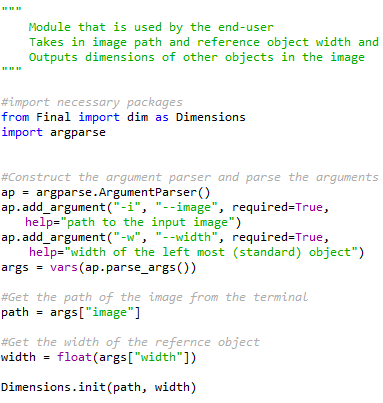 """
    Module that is used by the end-user
    Takes in image path and reference object width and
    Outputs dimensions of other objects in the image
"""

#import necessary packages
from Final import dim as Dimensions
import argparse


#Construct the argument parser and parse the arguments
ap = argparse.ArgumentParser()
ap.add_argument("-i", "--image", required=True,
   help="path to the input image")
ap.add_argument("-w", "--width", required=True,
    help="width of the left most (standard) object")
args = vars(ap.parse_args())

#Get the path of the image from the terminal
path = args["image"]

#Get the width of the refernce object
width = float(args["width"])

Dimensions.init(path, width)